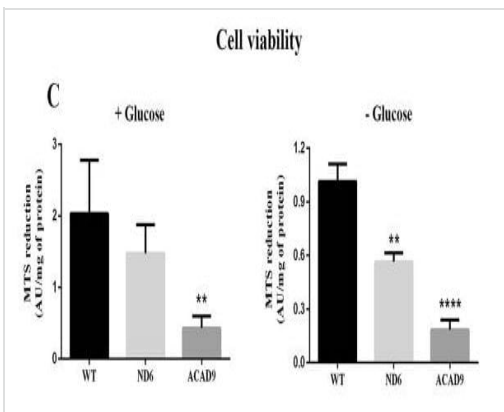 Cell viability
C
+ Glucose
MTS reduction
(AU/mg of protein)
3
2
1
0
**
WT ND6 ACAD9
- Glucose
MTS reduction
(AU/mg of protein)
1.2
0.9
0.6
0.3
0.0
**
****
WT ND6 ACAD9